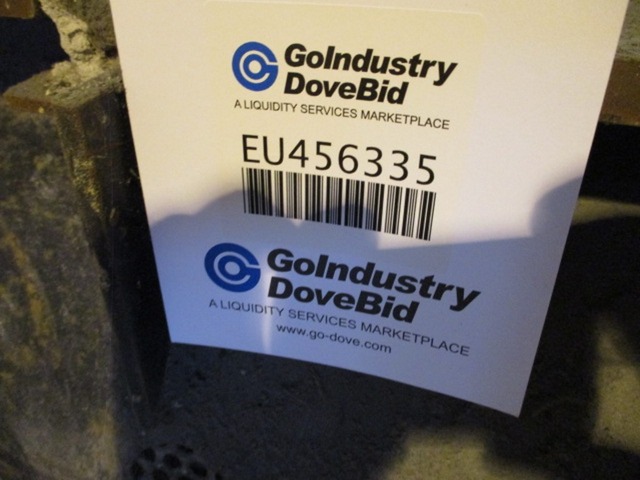 GoIndustry
DoveBid
A LIQUIDITY SERVICES MARKETPLACE
EU456335
GoIndustry
DoveBid
A LIQUIDITY SERVICES MARKETPLACE
www.go-dove.com